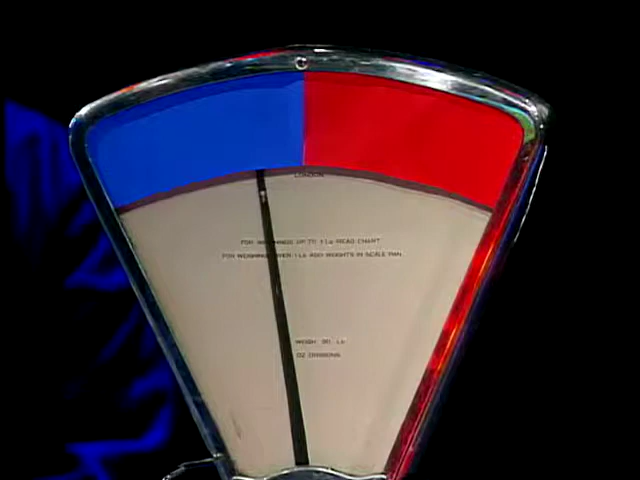 LONDON
FOR WEIGHINGS UP TO 1 LB READ CHART
FOR WEIGHING OVER 1 LB ADD WEIGHTS IN SCALE PAN
WEIGH LB
OZ DIVISIONS